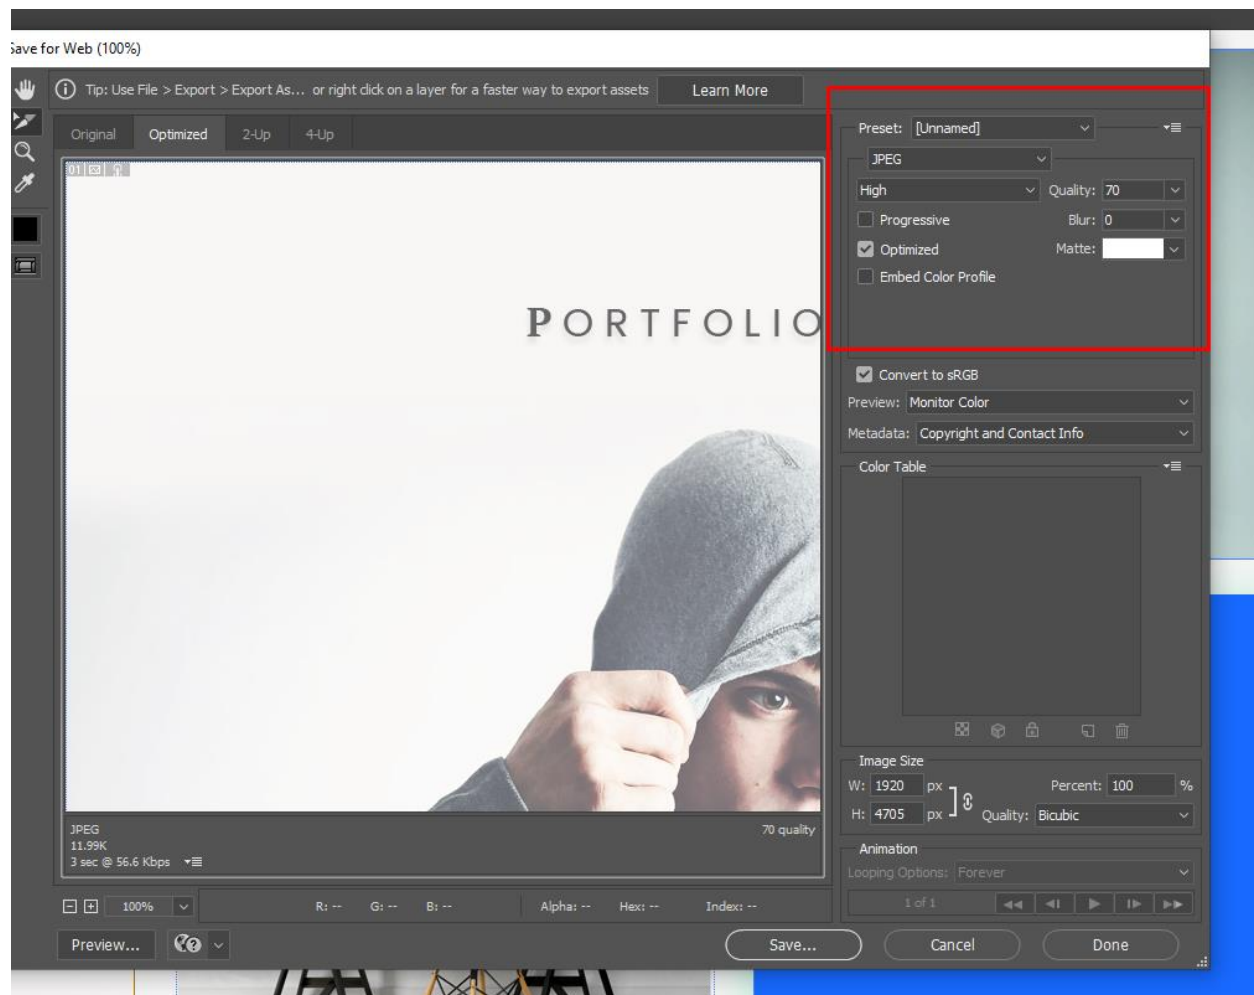 Save for Web (100%)
Tip: Use File > Export > Export As... or right click on a layer for a faster way to export assets
Learn More
Original Optimized 2-Up 4-Up
01
PORTFOLIO
JPEG
11.99K
3 sec @ 56.6 Kbps
70 quality
Preset: [Unnamed]
JPEG
High Quality: 70
Progressive Blur: 0
Optimized Matte:
Embed Color Profile
Convert to sRGB
Preview: Monitor Color
Metadata: Copyright and Contact Info
Color Table
Image Size
W: 1920 px Percent: 100 %
H: 4705 px Quality: Bicubic
Animation
Looping Options: Forever
1 of 1
100% R: -- G: -- B: -- Alpha: -- Hex: -- Index: --
Preview... Save... Cancel Done